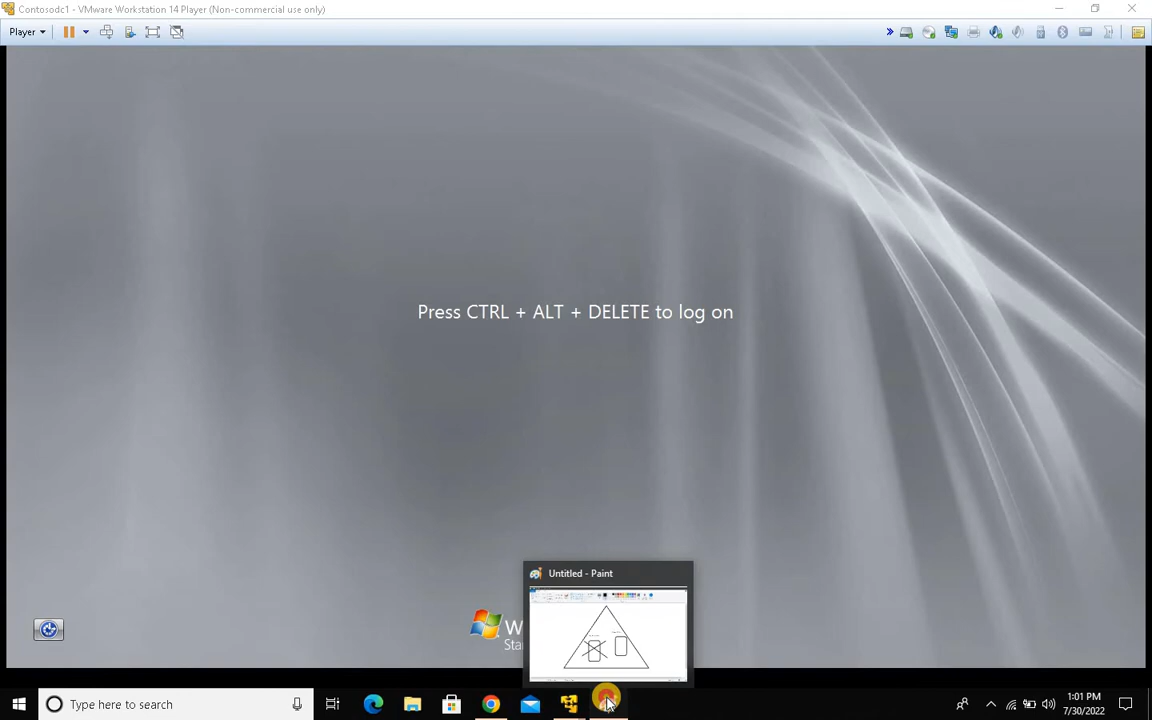 Contosodc1 - VMware Workstation 14 Player (Non-commercial use only)
Player
Press CTRL + ALT + DELETE to log on
Untitled - Paint
Type here to search
1:01 PM
7/30/2022